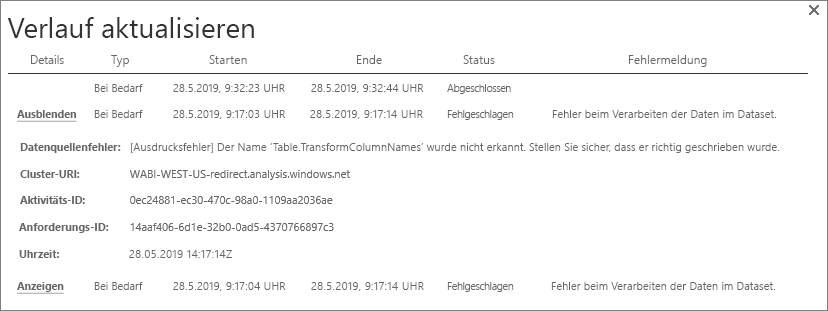 Verlauf aktualisieren
Details Typ Starten Ende Status Fehlermeldung
Bei Bedarf 28.5.2019, 9:32:23 UHR 28.5.2019, 9:32:44 UHR Abgeschlossen
Ausblenden Bei Bedarf 28.5.2019, 9:17:03 UHR 28.5.2019, 9:17:14 UHR Fehlgeschlagen Fehler beim Verarbeiten der Daten im Dataset.
Datenquellenfehler: [Ausdrucksfehler] Der Name ‘Table.TransformColumnNames’ wurde nicht erkannt. Stellen Sie sicher, dass er richtig geschrieben wurde.
Cluster-URI: WABI-WEST-US-redirect.analysis.windows.net
Aktivitäts-ID: 0ec24881-ec30-470c-98a0-1109aa2036ae
Anforderungs-ID: 14aaf406-6d1e-32b0-0ad5-4370766897c3
Uhrzeit: 28.05.2019 14:17:14Z
Anzeigen Bei Bedarf 28.5.2019, 9:17:04 UHR 28.5.2019, 9:17:14 UHR Fehlgeschlagen Fehler beim Verarbeiten der Daten im Dataset.